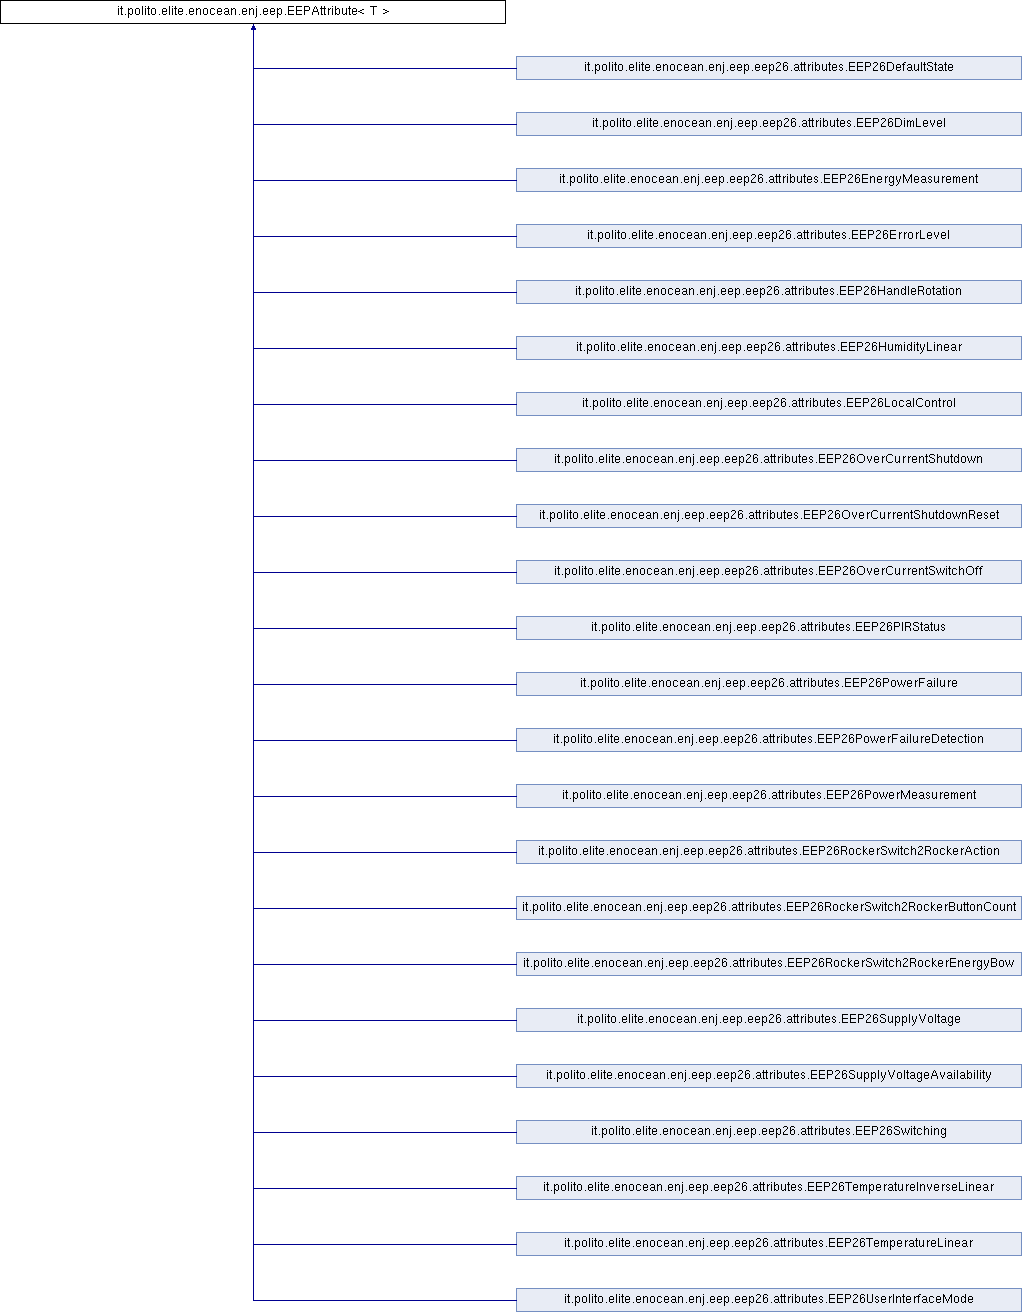 it.polito.elite.enocean.enj.eep.EEPAttribute< T >
it.polito.elite.enocean.enj.eep.eep26.attributes.EEP26DefaultState
it.polito.elite.enocean.enj.eep.eep26.attributes.EEP26DimLevel
it.polito.elite.enocean.enj.eep.eep26.attributes.EEP26EnergyMeasurement
it.polito.elite.enocean.enj.eep.eep26.attributes.EEP26ErrorLevel
it.polito.elite.enocean.enj.eep.eep26.attributes.EEP26HandleRotation
it.polito.elite.enocean.enj.eep.eep26.attributes.EEP26HumidityLinear
it.polito.elite.enocean.enj.eep.eep26.attributes.EEP26LocalControl
it.polito.elite.enocean.enj.eep.eep26.attributes.EEP26OverCurrentShutdown
it.polito.elite.enocean.enj.eep.eep26.attributes.EEP26OverCurrentShutdownReset
it.polito.elite.enocean.enj.eep.eep26.attributes.EEP26OverCurrentSwitchOff
it.polito.elite.enocean.enj.eep.eep26.attributes.EEP26PIRStatus
it.polito.elite.enocean.enj.eep.eep26.attributes.EEP26PowerFailure
it.polito.elite.enocean.enj.eep.eep26.attributes.EEP26PowerFailureDetection
it.polito.elite.enocean.enj.eep.eep26.attributes.EEP26PowerMeasurement
it.polito.elite.enocean.enj.eep.eep26.attributes.EEP26RockerSwitch2RockerAction
it.polito.elite.enocean.enj.eep.eep26.attributes.EEP26RockerSwitch2RockerButtonCount
it.polito.elite.enocean.enj.eep.eep26.attributes.EEP26RockerSwitch2RockerEnergyBow
it.polito.elite.enocean.enj.eep.eep26.attributes.EEP26SupplyVoltage
it.polito.elite.enocean.enj.eep.eep26.attributes.EEP26SupplyVoltageAvailability
it.polito.elite.enocean.enj.eep.eep26.attributes.EEP26Switching
it.polito.elite.enocean.enj.eep.eep26.attributes.EEP26TemperatureInverseLinear
it.polito.elite.enocean.enj.eep.eep26.attributes.EEP26TemperatureLinear
it.polito.elite.enocean.enj.eep.eep26.attributes.EEP26UserInterfaceMode